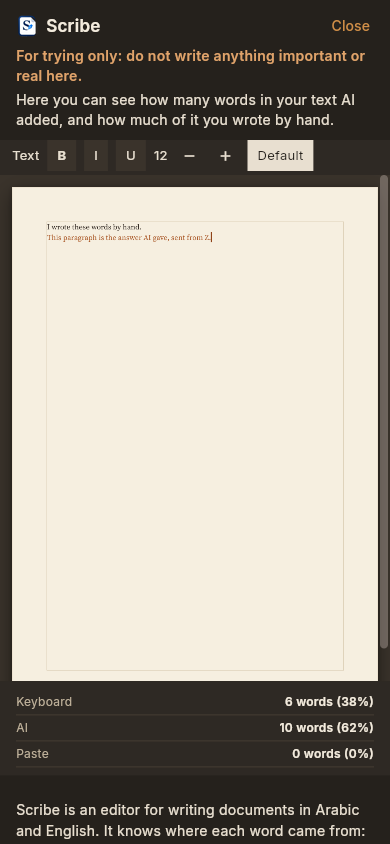 Scribe
Close
For trying only: do not write anything important or
real here.
Here you can see how many words in your text AI
added, and how much of it you wrote by hand.
Text B I U 12 − + Default
I wrote these words by hand.
This paragraph is the answer AI gave, sent from Z.
Keyboard 6 words (38%)
AI 10 words (62%)
Paste 0 words (0%)
Scribe is an editor for writing documents in Arabic
and English. It knows where each word came from: